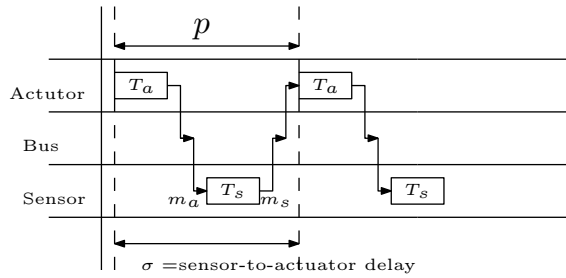 p
Actutor
T_a
T_a
Bus
Sensor
m_a
T_s
m_s
T_s
σ =sensor-to-actuator delay